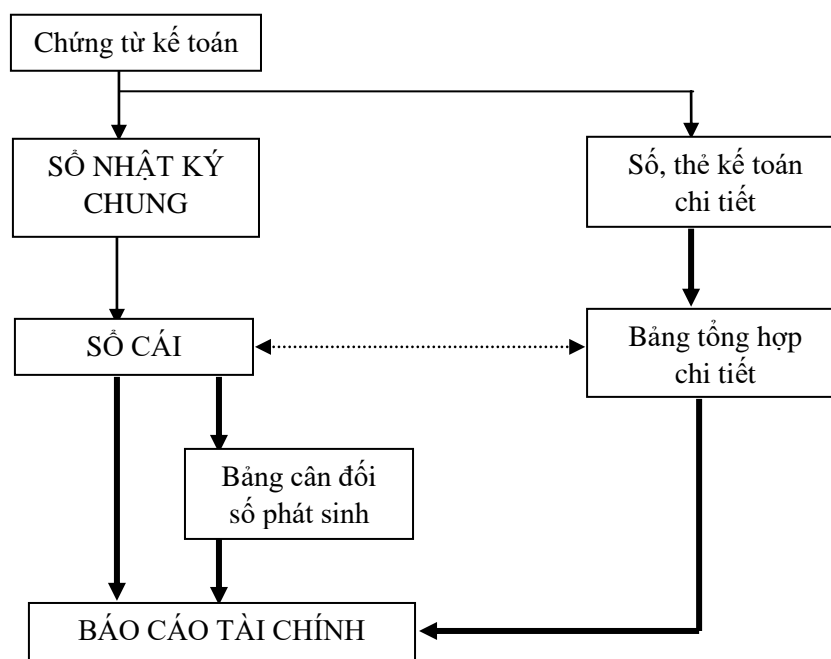 Chứng từ kế toán
SỔ NHẬT KÝ
CHUNG
Số, thẻ kế toán
chi tiết
SỔ CÁI
Bảng tổng hợp
chi tiết
Bảng cân đối
số phát sinh
BÁO CÁO TÀI CHÍNH